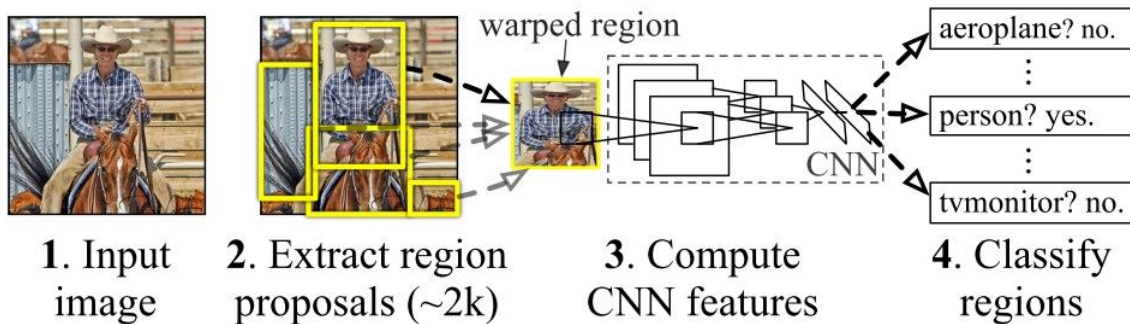 warped region
aeroplane? no.
person? yes.
CNN
tvmonitor? no.
1. Input
image
2. Extract region
proposals (~2k)
3. Compute
CNN features
4. Classify
regions